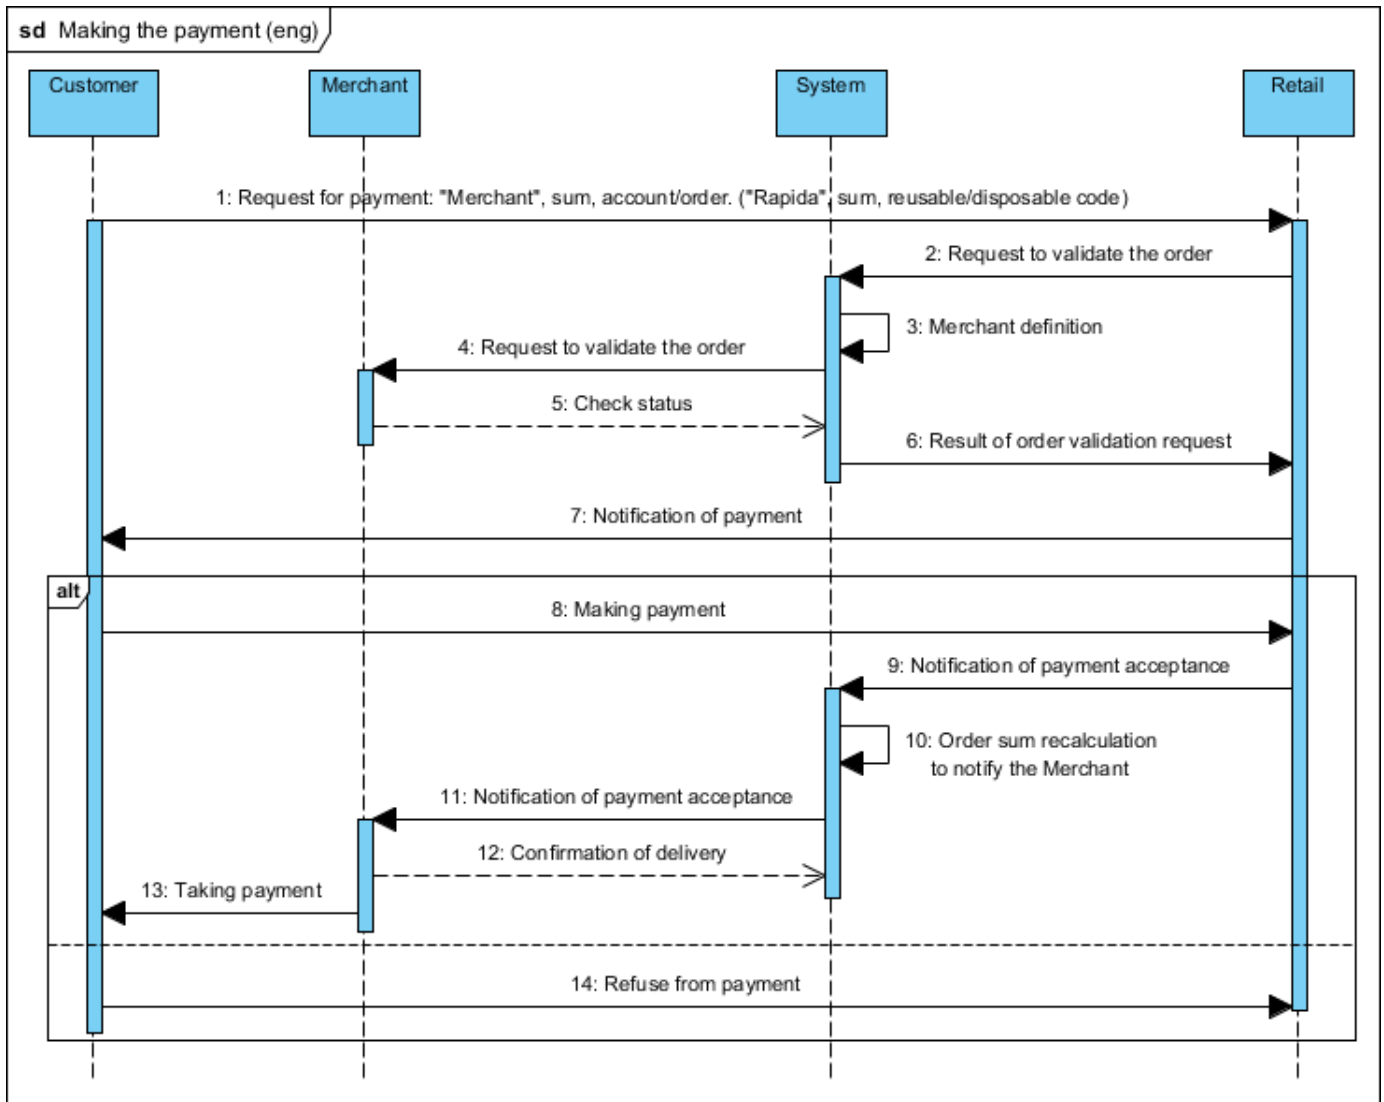 sd Making the payment (eng)
Customer
Merchant
System
Retail
1: Request for payment: "Merchant", sum, account/order. ("Rapida", sum, reusable/disposable code)
2: Request to validate the order
3: Merchant definition
4: Request to validate the order
5: Check status
6: Result of order validation request
7: Notification of payment
alt
8: Making payment
9: Notification of payment acceptance
10: Order sum recalculation
to notify the Merchant
11: Notification of payment acceptance
12: Confirmation of delivery
13: Taking payment
14: Refuse from payment